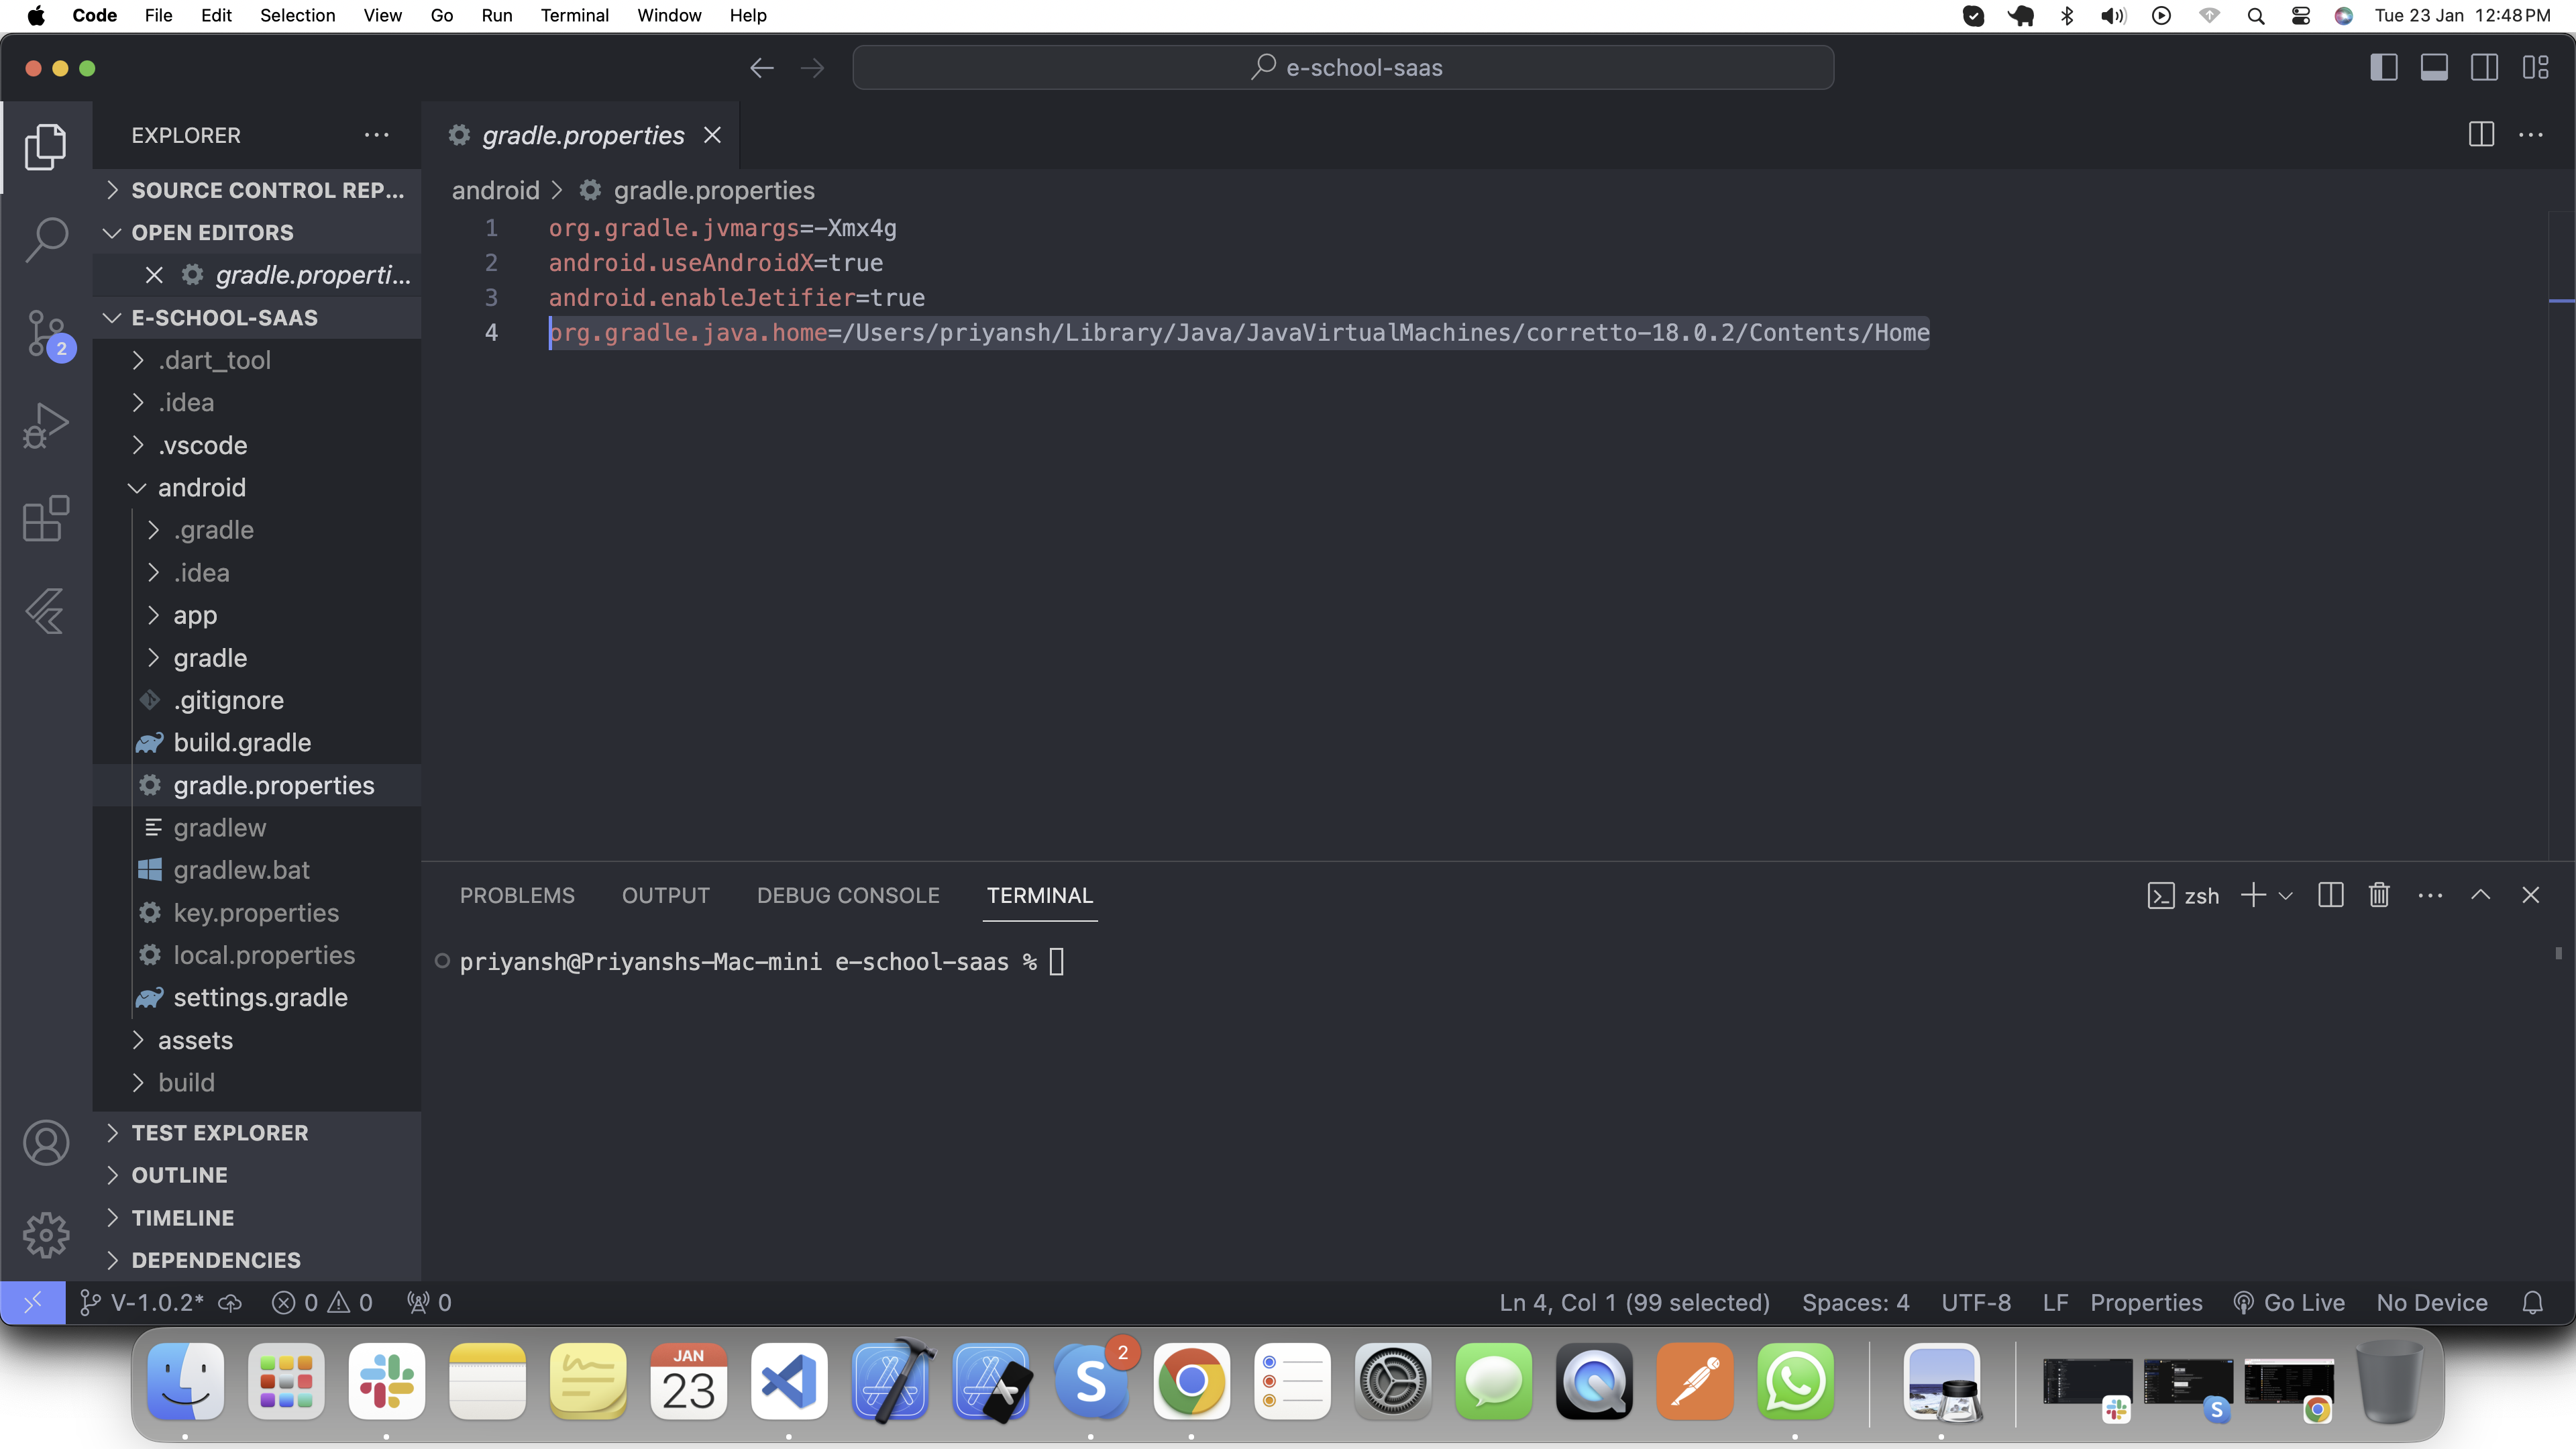 Code File Edit Selection View Go Run Terminal Window Help
Tue 23 Jan 12:48 PM
e-school-saas
EXPLORER
gradle.properties
SOURCE CONTROL REP...
android
gradle.properties
OPEN EDITORS
gradle.properti...
E-SCHOOL-SAAS
.dart_tool
.idea
.vscode
android
.gradle
.idea
app
gradle
.gitignore
build.gradle
gradle.properties
gradlew
gradlew.bat
key.properties
local.properties
settings.gradle
assets
build
TEST EXPLORER
OUTLINE
TIMELINE
DEPENDENCIES
2
1 org.gradle.jvmargs=-Xmx4g
2 android.useAndroidX=true
3 android.enableJetifier=true
4 org.gradle.java.home=/Users/priyansh/Library/Java/JavaVirtualMachines/corretto-18.0.2/Contents/Home
PROBLEMS OUTPUT DEBUG CONSOLE TERMINAL
zsh
priyansh@Priyanshs-Mac-mini e-school-saas %
V-1.0.2* 0 0 0
Ln 4, Col 1 (99 selected) Spaces: 4 UTF-8 LF Properties Go Live No Device
JAN
23
S
2
S